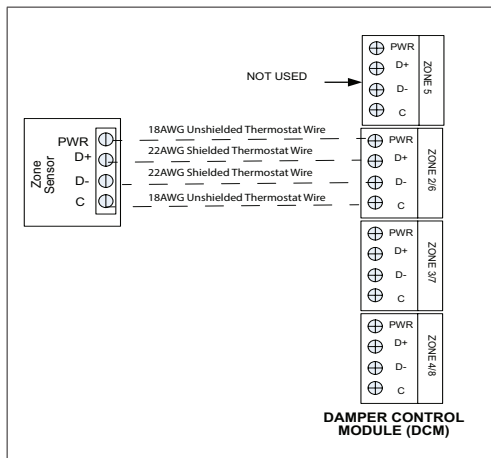 PWR
D+
D-
C
ZONE 5
NOT USED
Zone
Sensor
PWR
D+
D-
C
18AWG Unshielded Thermostat Wire
22AWG Shielded Thermostat Wire
22AWG Shielded Thermostat Wire
18AWG Unshielded Thermostat Wire
PWR
D+
D-
C
ZONE 2/6
PWR
D+
D-
C
ZONE 3/7
PWR
D+
D-
C
ZONE 4/8
DAMPER CONTROL
MODULE (DCM)